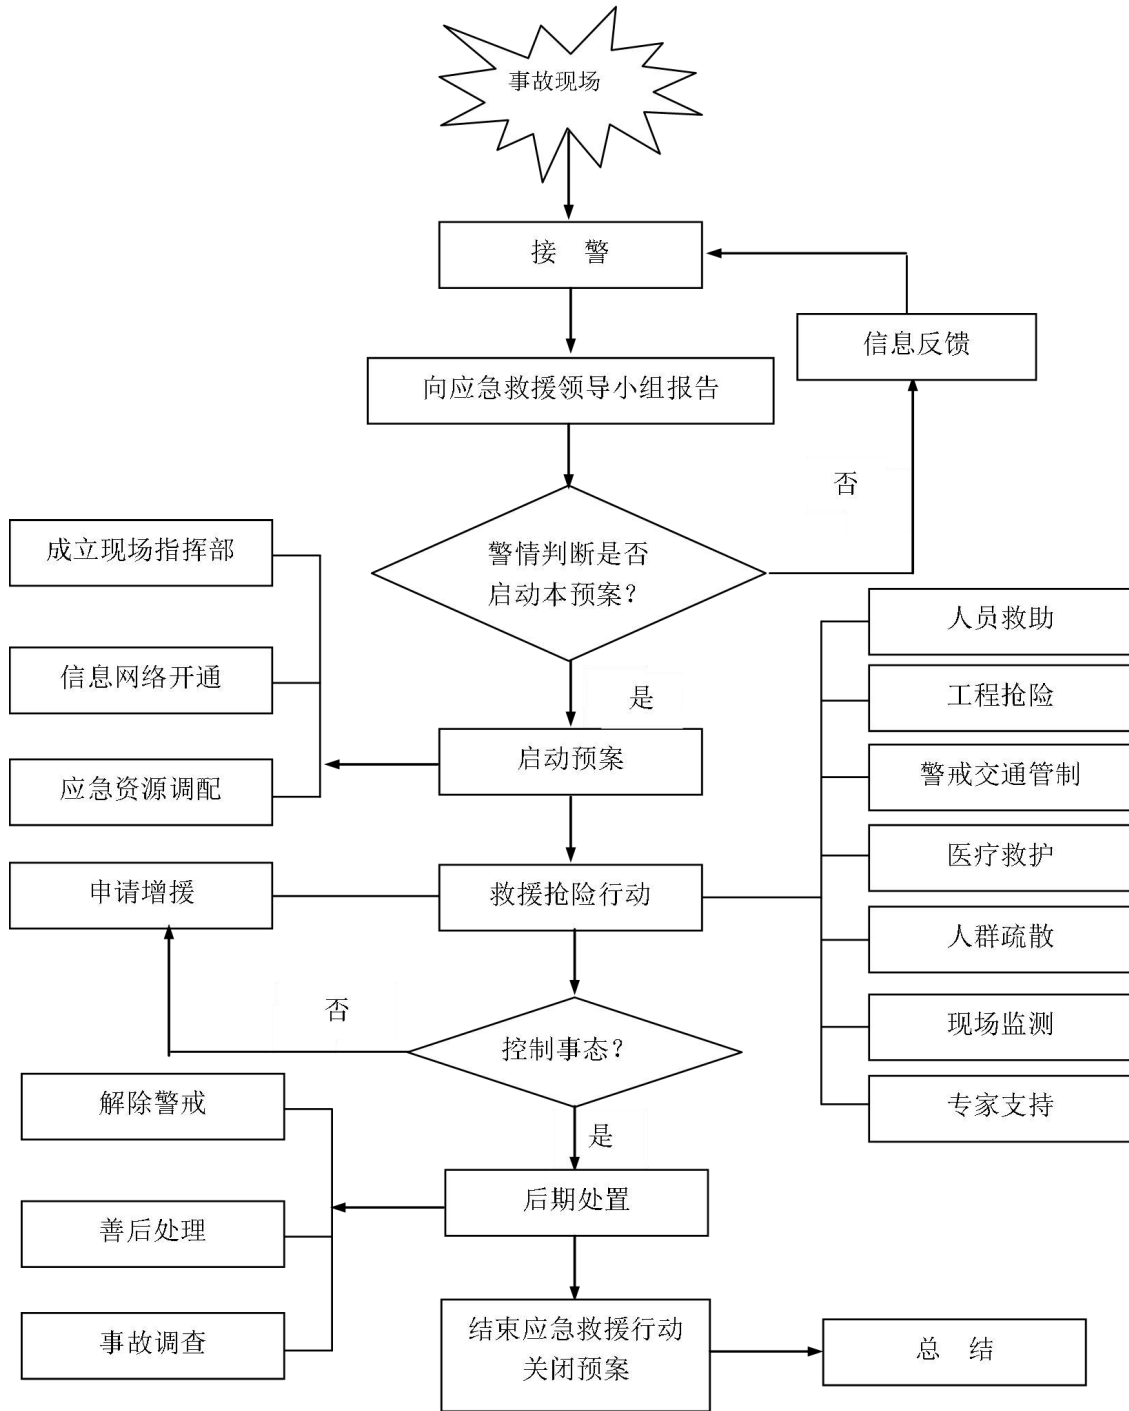 事故现场
接 警
信息反馈
向应急救援领导小组报告
否
成立现场指挥部
警情判断是否
启动本预案？
人员救助
信息网络开通
是
工程抢险
启动预案
警戒交通管制
应急资源调配
医疗救护
申请增援
救援抢险行动
人群疏散
否
现场监测
控制事态？
解除警戒
专家支持
是
后期处置
善后处理
结束应急救援行动
关闭预案
事故调查
总 结